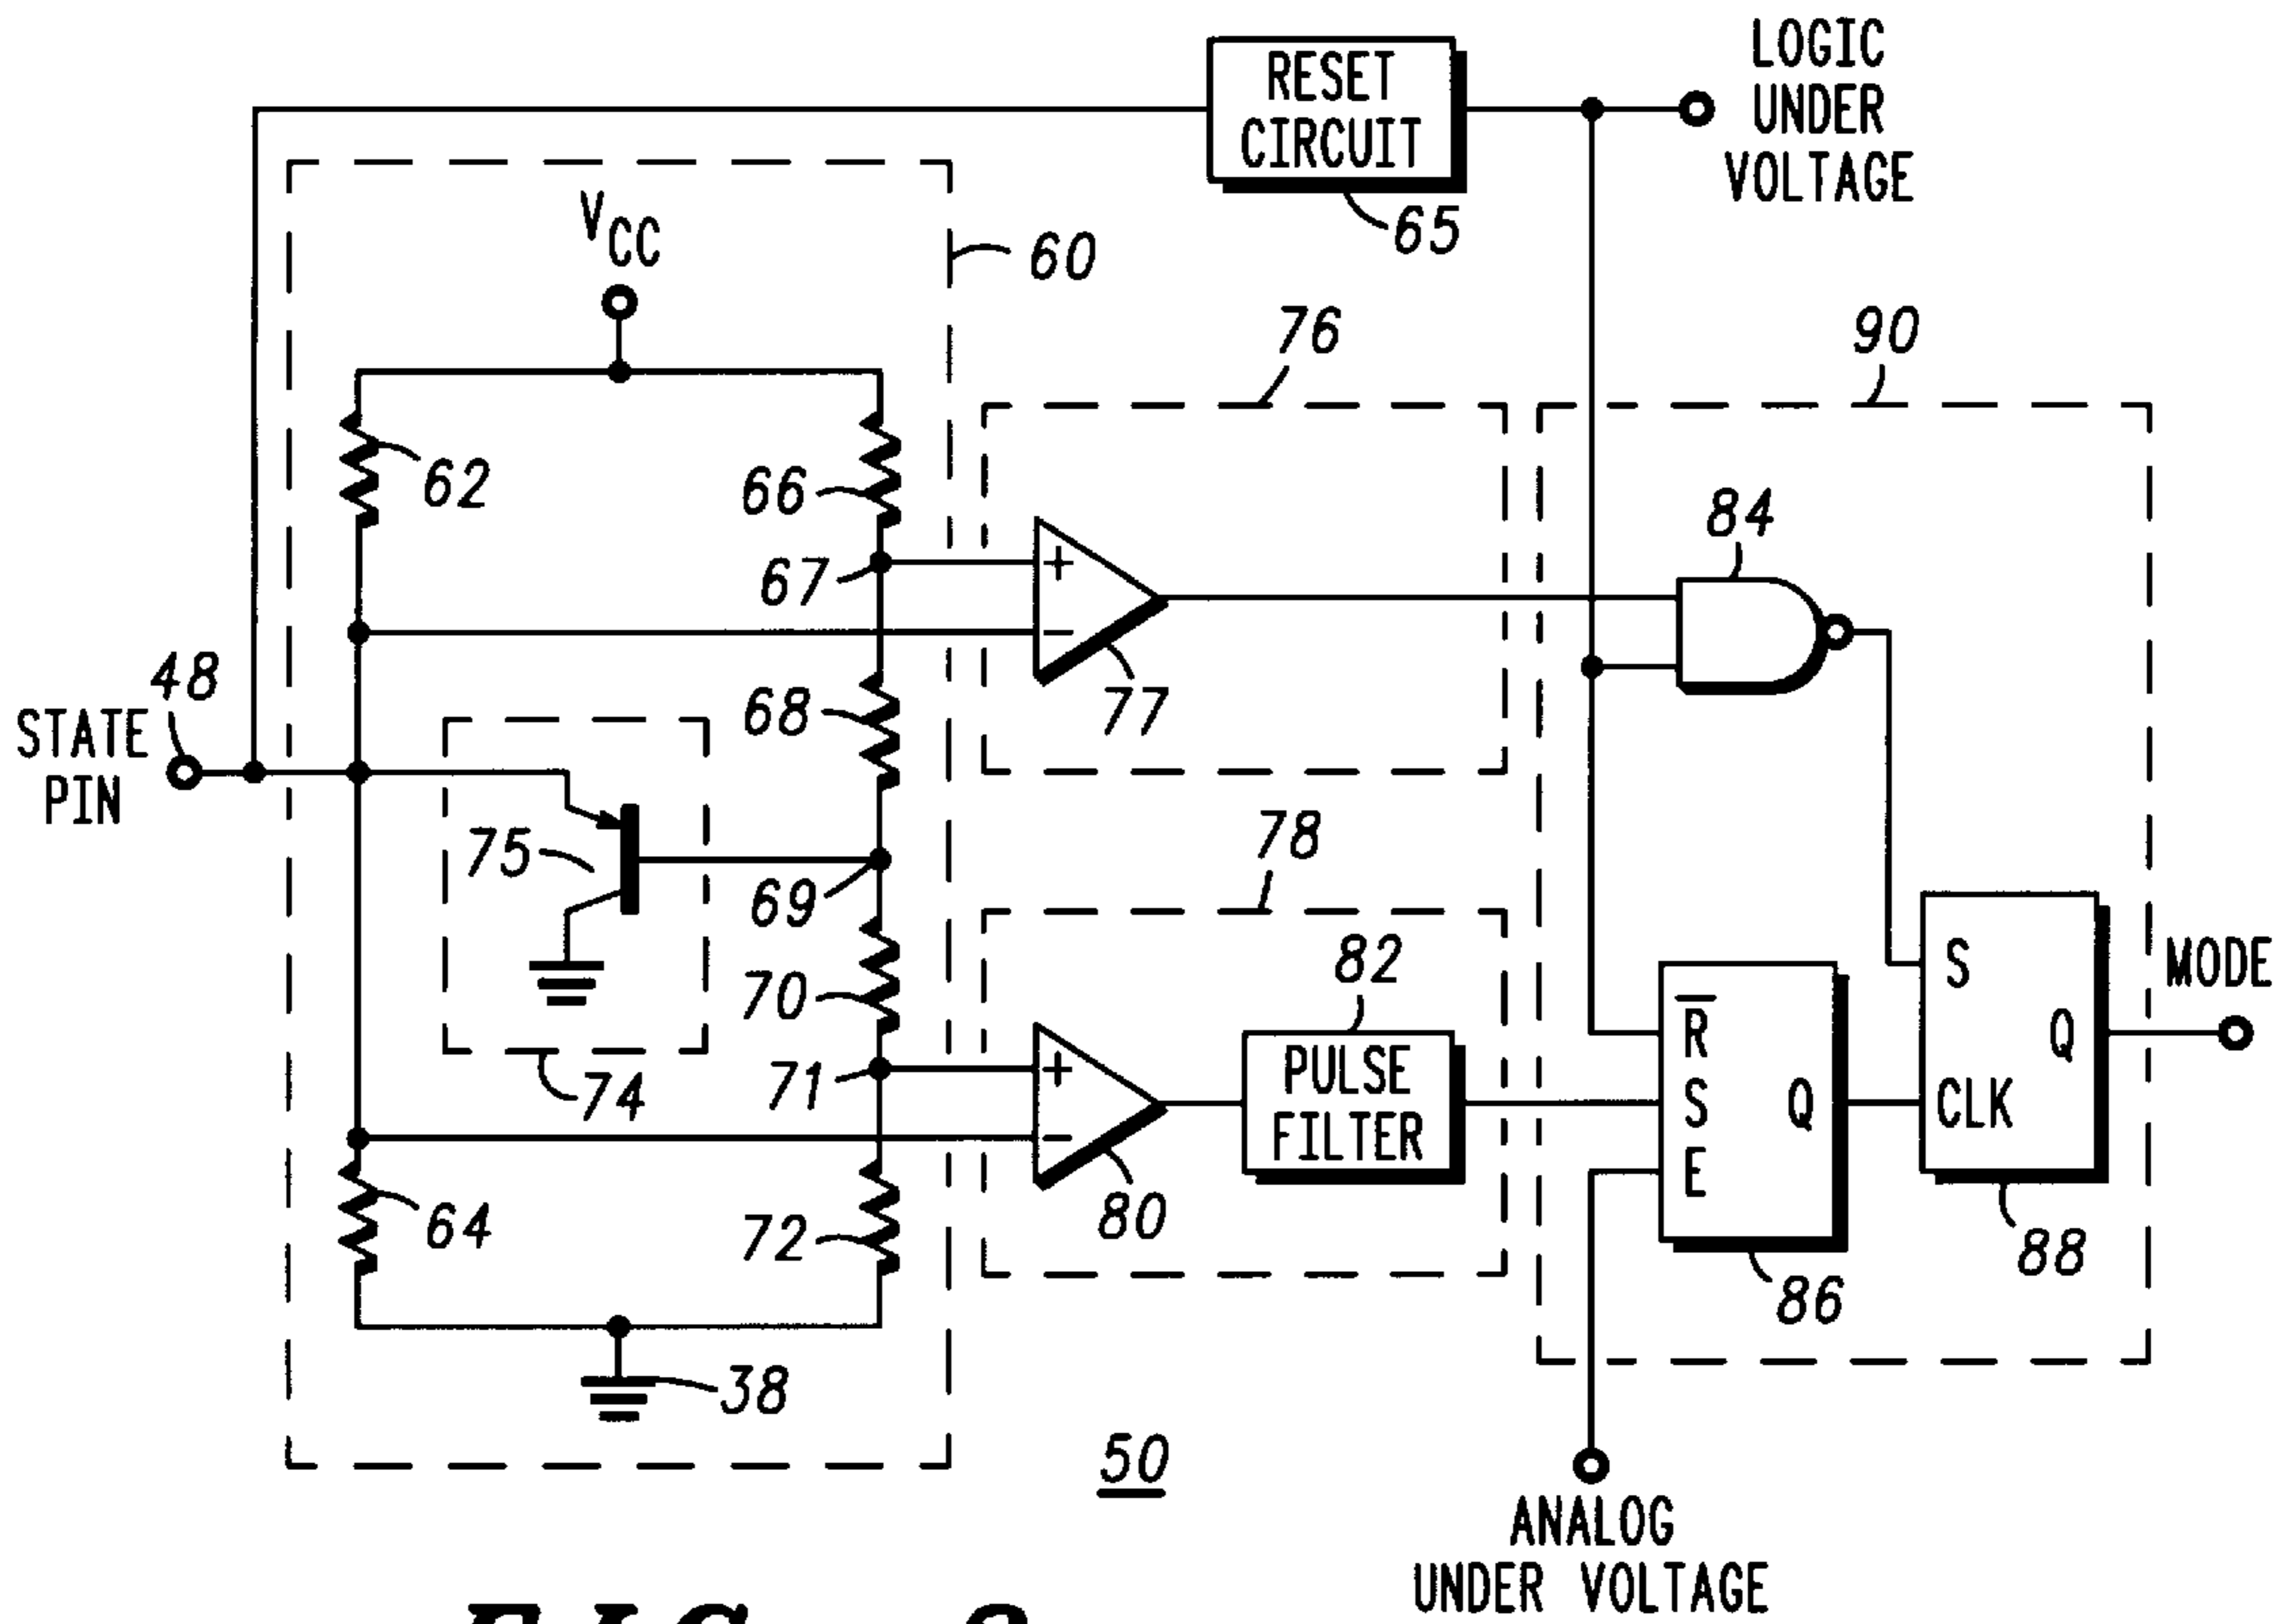 LOGIC
UNDER
VOLTAGE
RESET
CIRCUIT
65
VCC
60
76
90
62
66
84
67
77
48
STATE
PIN
68
75
69
78
74
70
82
71
PULSE
FILTER
80
R
S
E
Q
S
CLK
Q
MODE
64
72
86
88
38
50
ANALOG
UNDER VOLTAGE